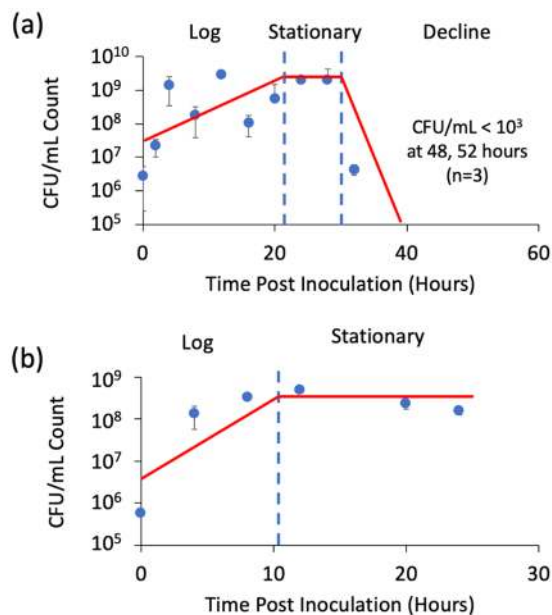 (a)
Log Stationary Decline
10¹⁰
10⁹
10⁸
10⁷
10⁶
10⁵
CFU/mL Count
CFU/mL < 10³
at 48, 52 hours
(n=3)
0 20 40 60
Time Post Inoculation (Hours)
(b)
Log Stationary
10⁹
10⁸
10⁷
10⁶
10⁵
CFU/mL Count
0 10 20 30
Time Post Inoculation (Hours)